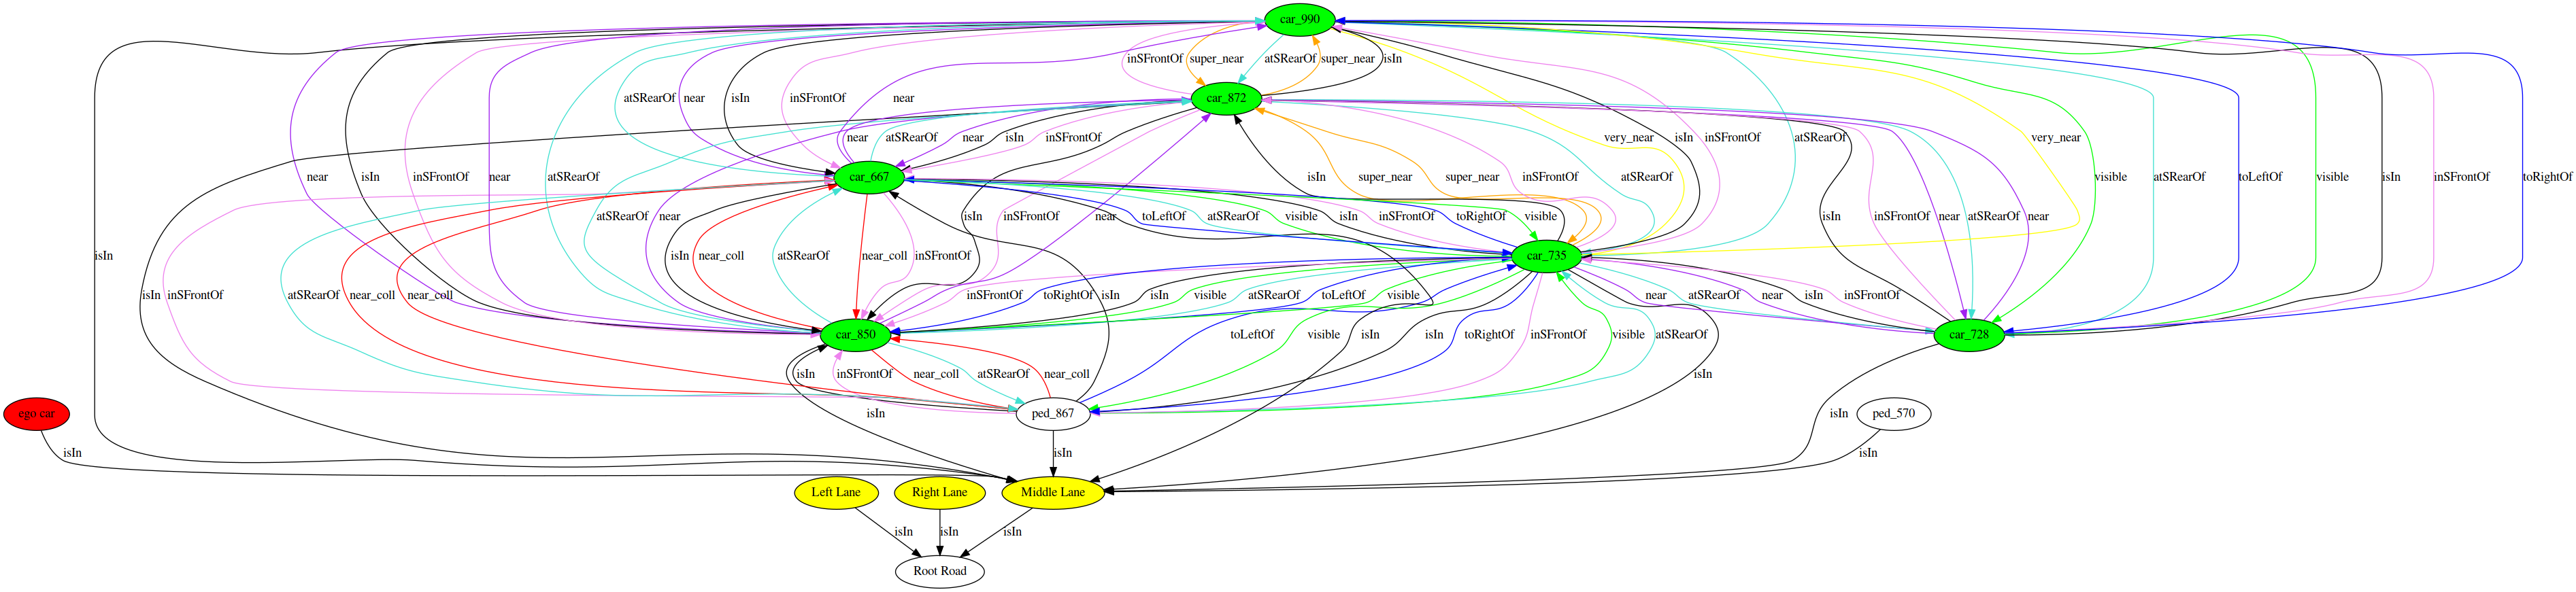 car_990
inSFrontOf super_near atSRearOf super_near isIn
atSRearOf near isIn inSFrontOf near car_872
near atSRearOf near isIn inSFrontOf very_near isIn inSFrontOf atSRearOf very_near
near isIn inSFrontOf near atSRearOf car_667 isIn super_near super_near inSFrontOf atSRearOf visible atSRearOf toLeftOf visible isIn inSFrontOf toRightOf
atSRearOf near isIn inSFrontOf near toLeftOf atSRearOf visible isIn inSFrontOf toRightOf visible isIn inSFrontOf near atSRearOf near
isIn isIn near_coll atSRearOf near_coll inSFrontOf car_735
isIn inSFrontOf atSRearOf near_coll near_coll inSFrontOf toRightOf isIn isIn visible atSRearOf toLeftOf visible near atSRearOf near isIn inSFrontOf
car_850 toLeftOf visible isIn isIn toRightOf inSFrontOf visible atSRearOf car_728
isIn inSFrontOf near_coll atSRearOf near_coll isIn
ego car isIn ped_867 isIn ped_570
isIn isIn isIn
Left Lane Right Lane Middle Lane
isIn isIn isIn
Root Road